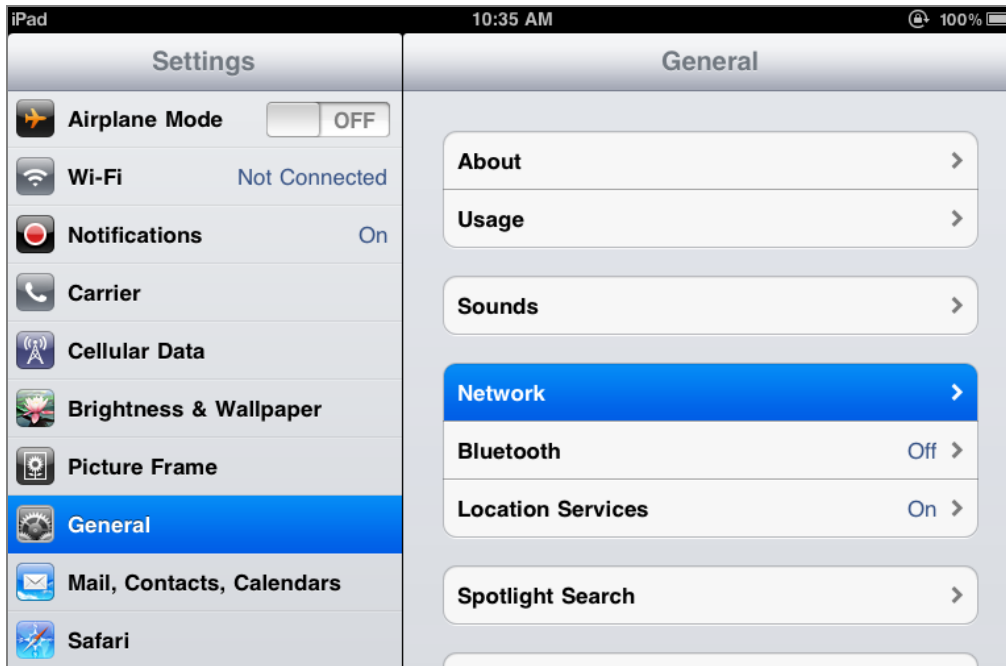 iPad 10:35 AM 100%
Settings
Airplane Mode OFF
Wi-Fi Not Connected
Notifications On
Carrier
Cellular Data
Brightness & Wallpaper
Picture Frame
General
Mail, Contacts, Calendars
Safari
General
About
Usage
Sounds
Network
Bluetooth Off
Location Services On
Spotlight Search